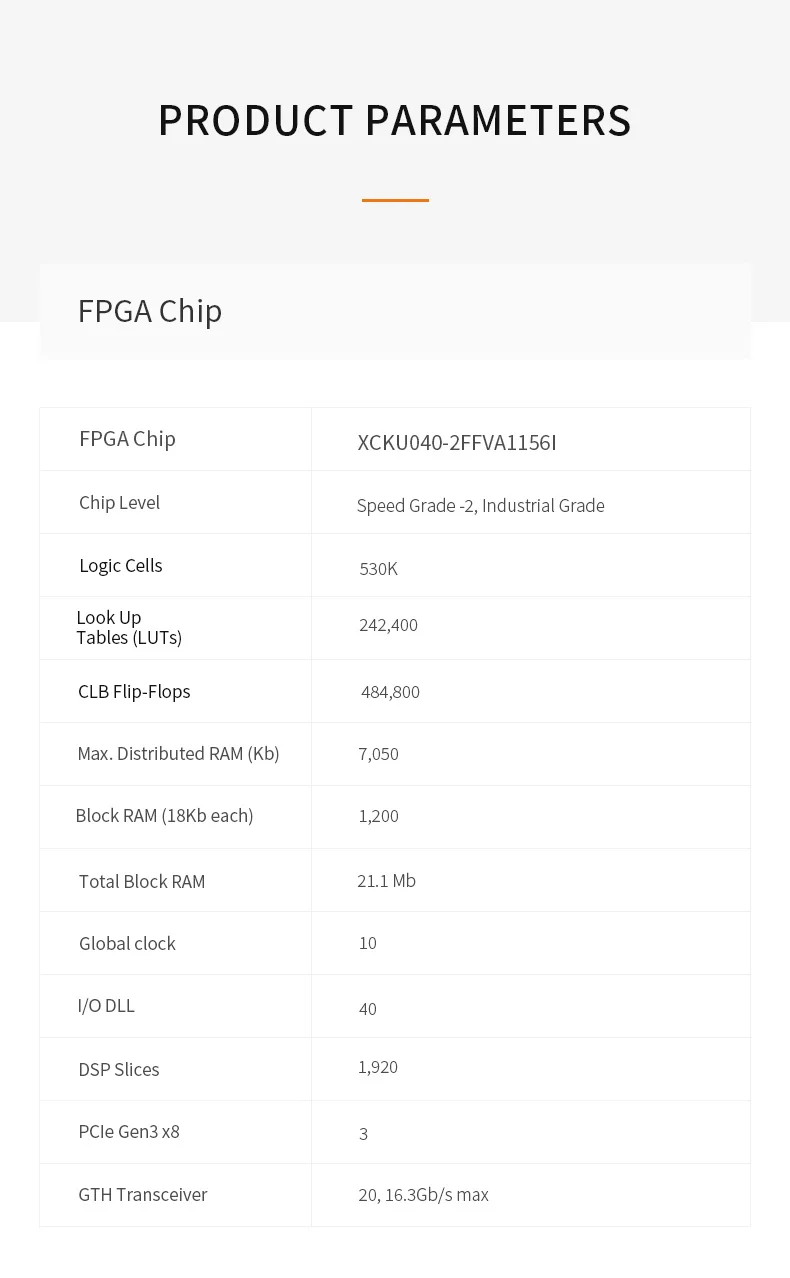 PRODUCT PARAMETERS
FPGA Chip
FPGA Chip XCKU040-2FFVA1156I
Chip Level Speed Grade -2, Industrial Grade
Logic Cells 530K
Look Up
Tables (LUTs) 242,400
CLB Flip-Flops 484,800
Max. Distributed RAM (Kb) 7,050
Block RAM (18Kb each) 1,200
Total Block RAM 21.1 Mb
Global clock 10
I/O DLL 40
DSP Slices 1,920
PCIe Gen3 x8 3
GTH Transceiver 20, 16.3Gb/s max